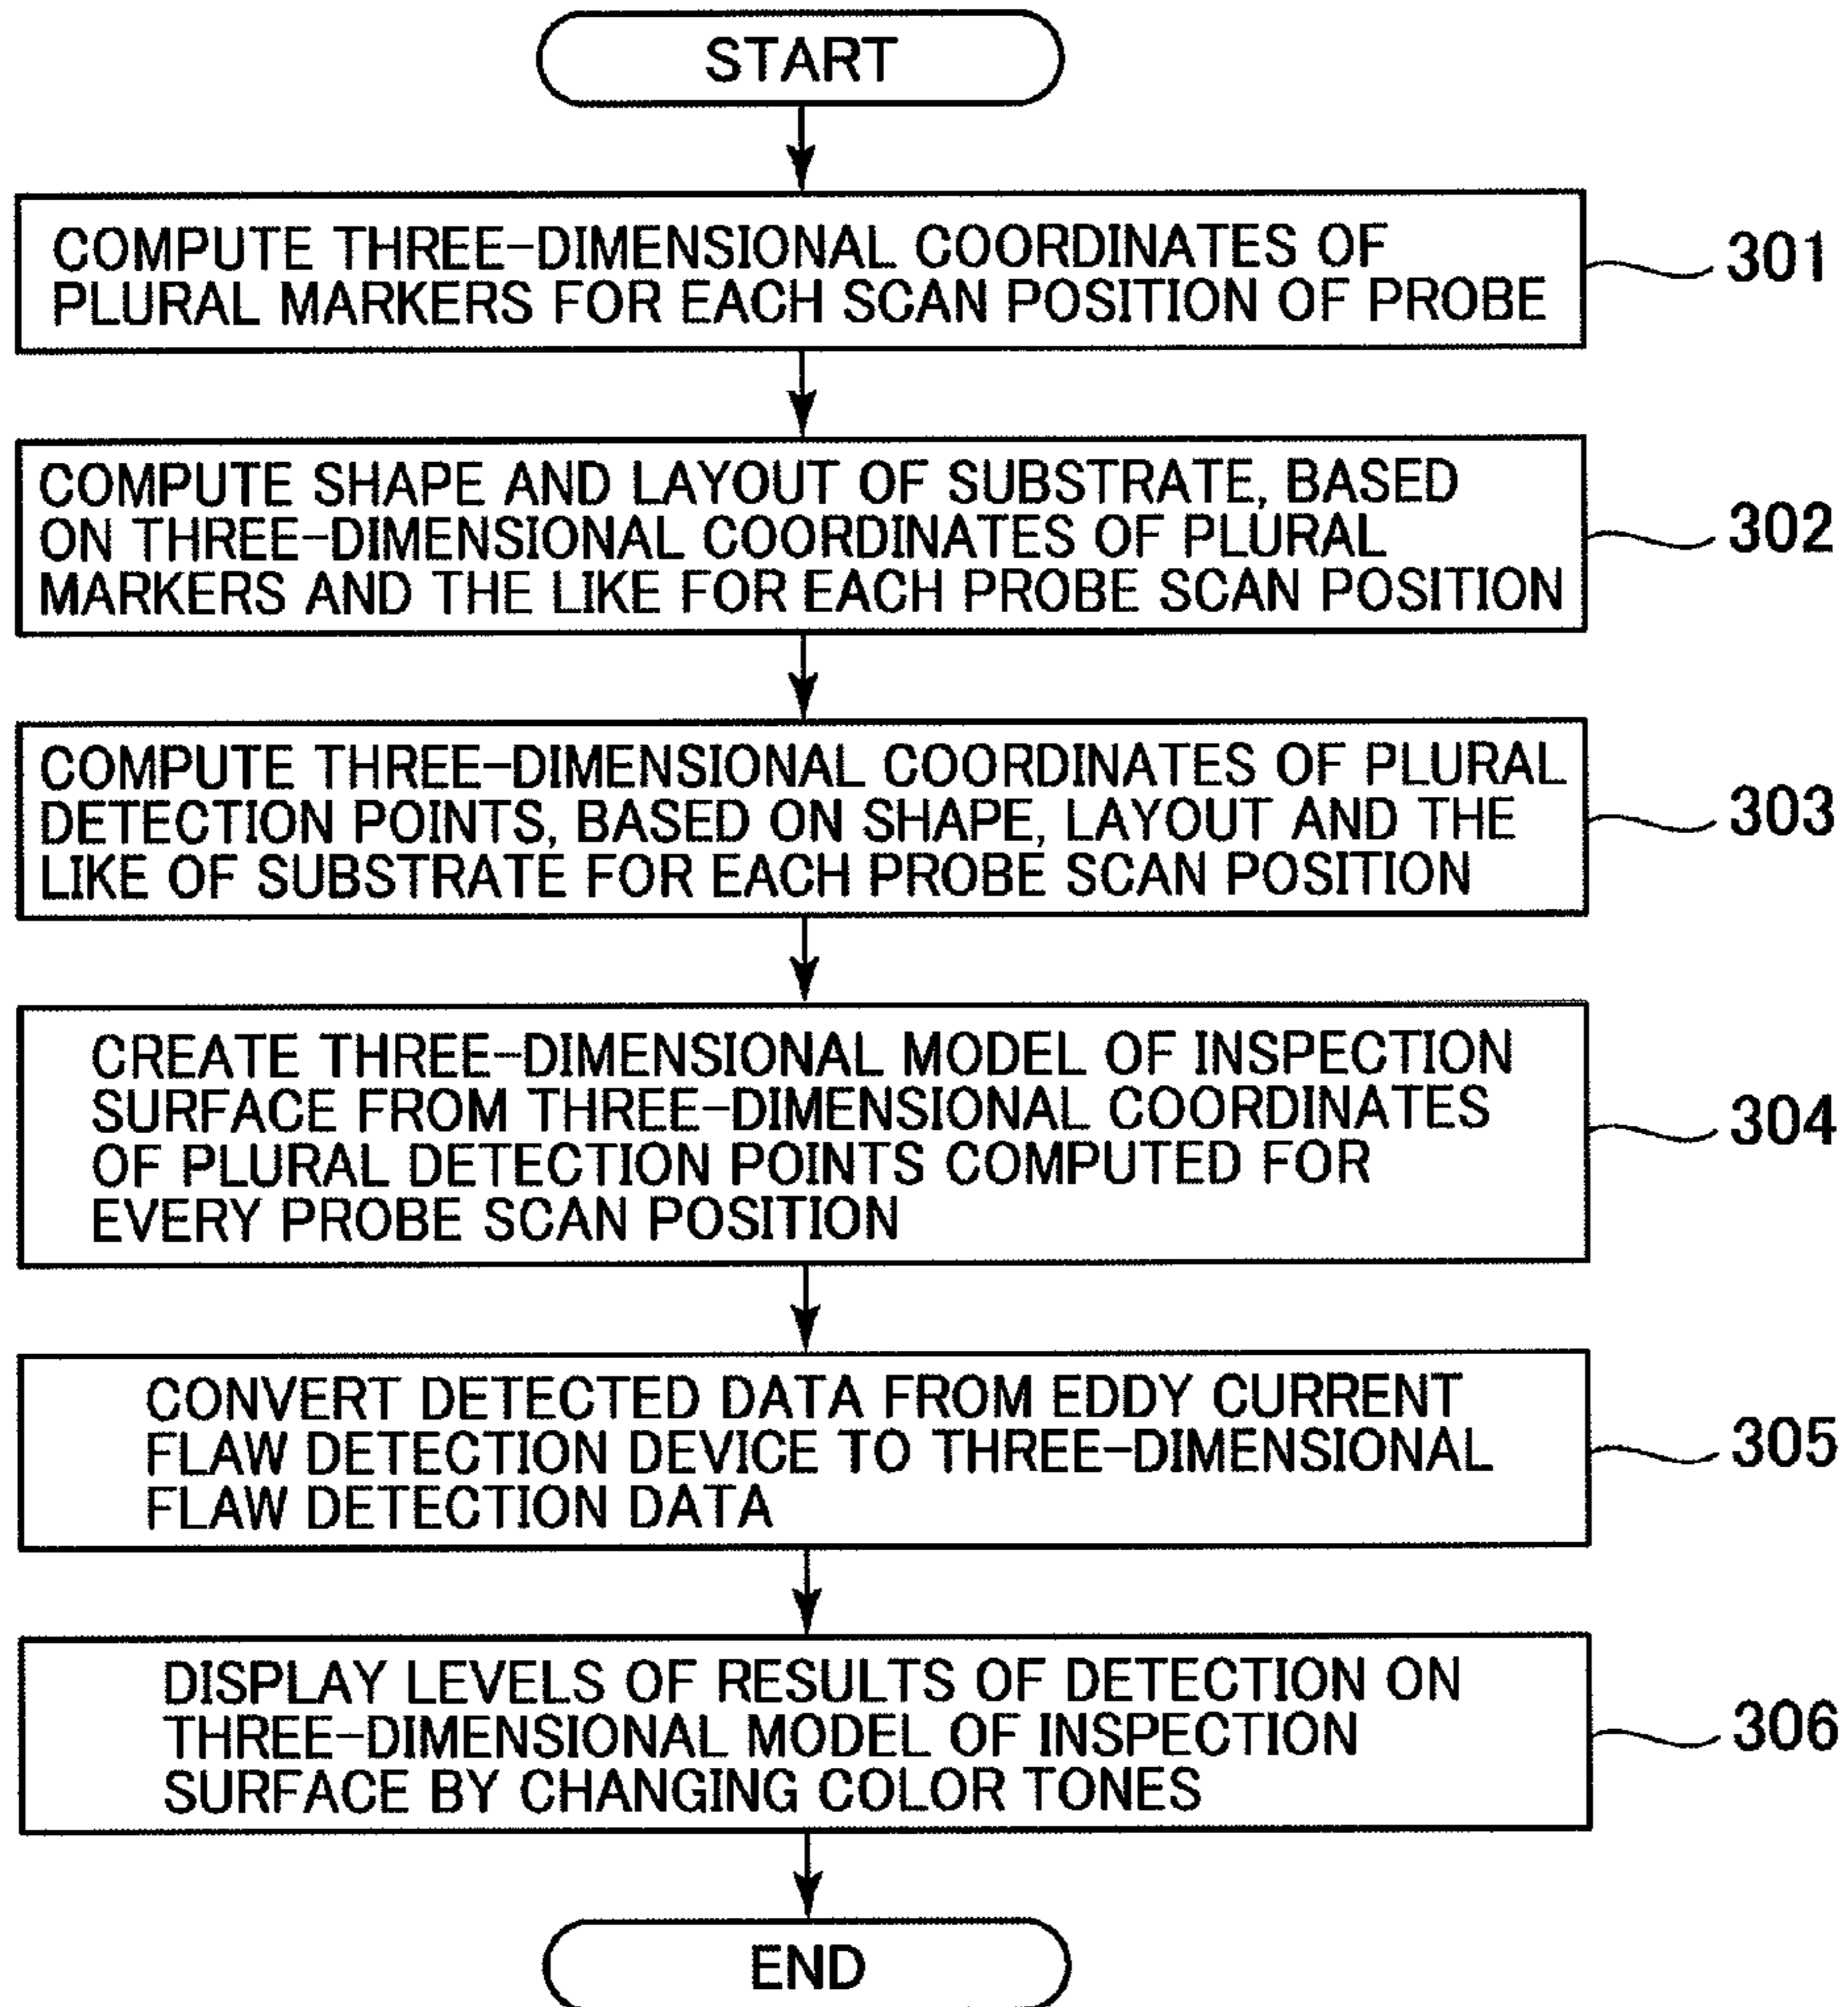 START
COMPUTE THREE-DIMENSIONAL COORDINATES OF
PLURAL MARKERS FOR EACH SCAN POSITION OF PROBE
301
COMPUTE SHAPE AND LAYOUT OF SUBSTRATE, BASED
ON THREE-DIMENSIONAL COORDINATES OF PLURAL
MARKERS AND THE LIKE FOR EACH PROBE SCAN POSITION
302
COMPUTE THREE-DIMENSIONAL COORDINATES OF PLURAL
DETECTION POINTS, BASED ON SHAPE, LAYOUT AND THE
LIKE OF SUBSTRATE FOR EACH PROBE SCAN POSITION
303
CREATE THREE-DIMENSIONAL MODEL OF INSPECTION
SURFACE FROM THREE-DIMENSIONAL COORDINATES
OF PLURAL DETECTION POINTS COMPUTED FOR
EVERY PROBE SCAN POSITION
304
CONVERT DETECTED DATA FROM EDDY CURRENT
FLAW DETECTION DEVICE TO THREE-DIMENSIONAL
FLAW DETECTION DATA
305
DISPLAY LEVELS OF RESULTS OF DETECTION ON
THREE-DIMENSIONAL MODEL OF INSPECTION
SURFACE BY CHANGING COLOR TONES
306
END